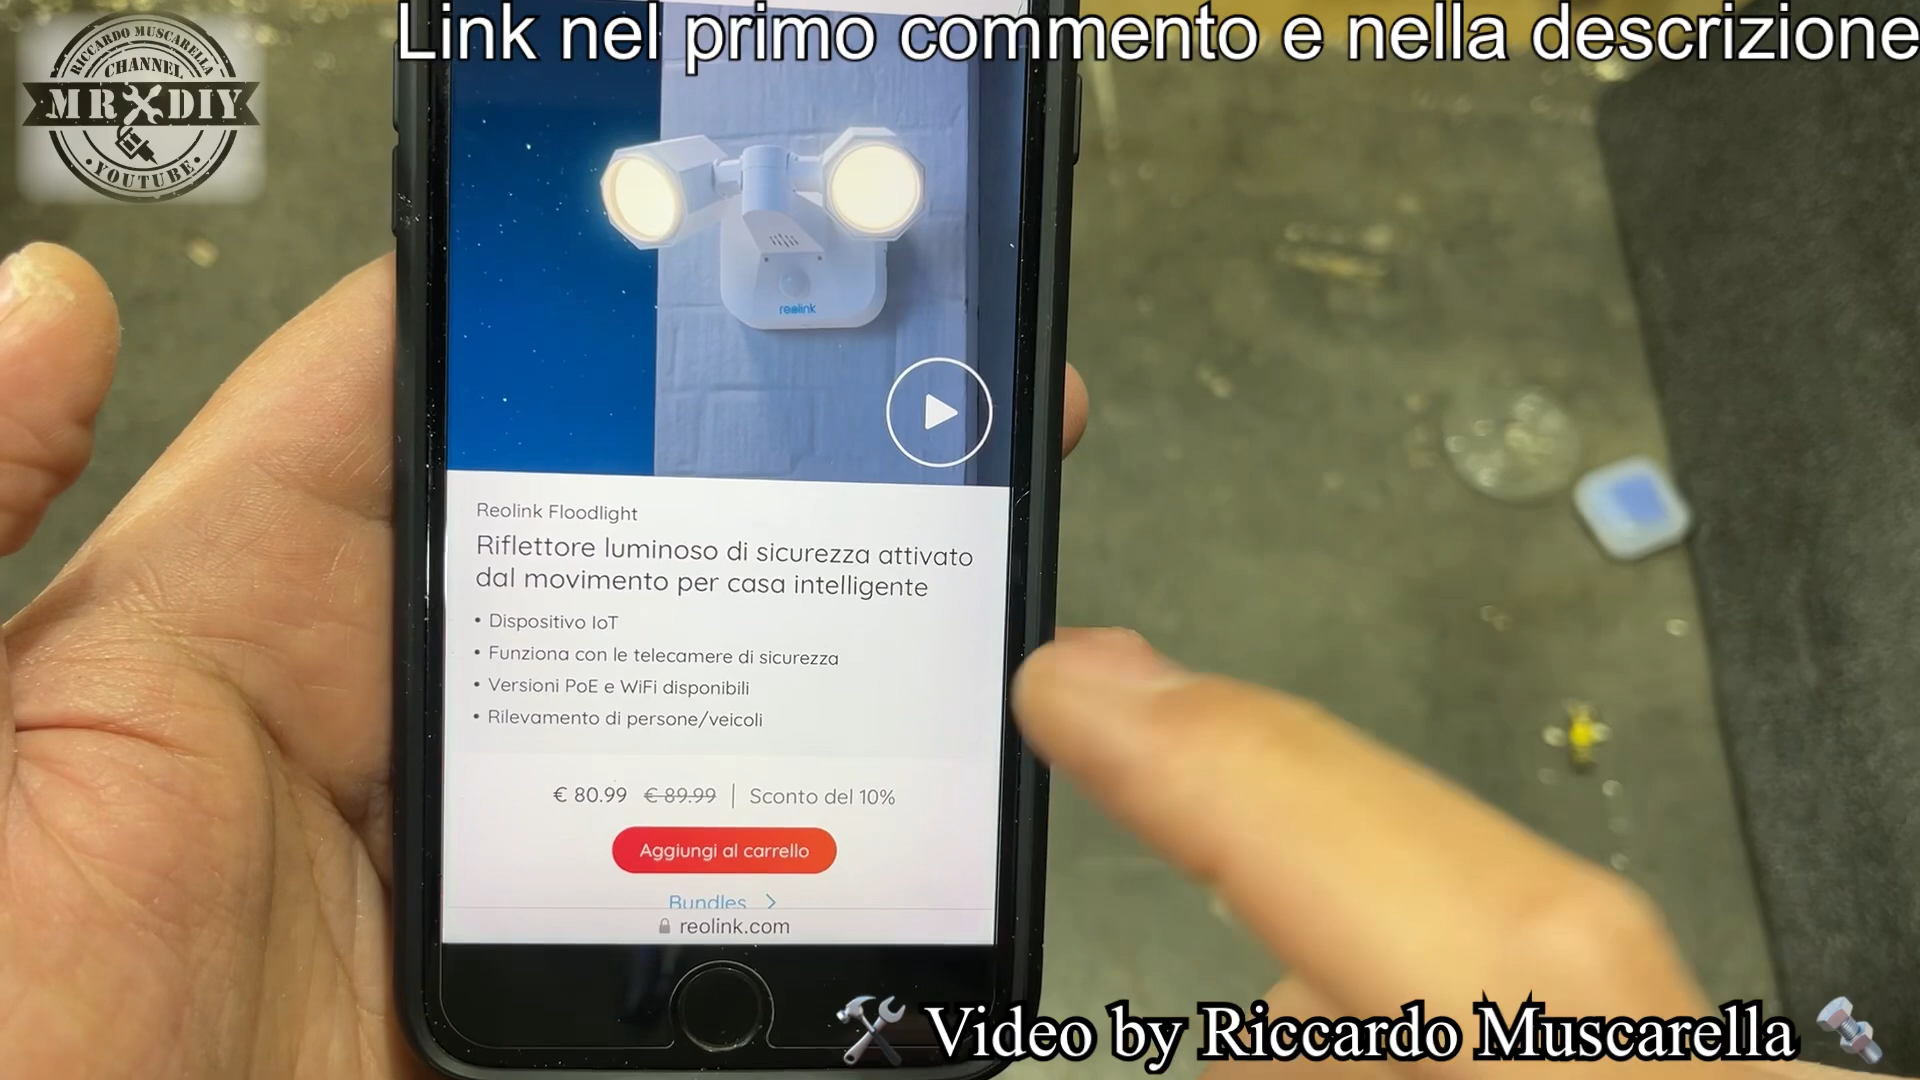 Link nel primo commento e nella descrizione
RICCARDO MUSCARELLA
CHANNEL
MR DIY
YOUTUBE
reolink
Reolink Floodlight
Riflettore luminoso di sicurezza attivato
dal movimento per casa intelligente
• Dispositivo IoT
• Funziona con le telecamere di sicurezza
• Versioni PoE e WiFi disponibili
• Rilevamento di persone/veicoli
€ 80.99 € 89.99 | Sconto del 10%
Aggiungi al carrello
Bundles >
reolink.com
Video by Riccardo Muscarella